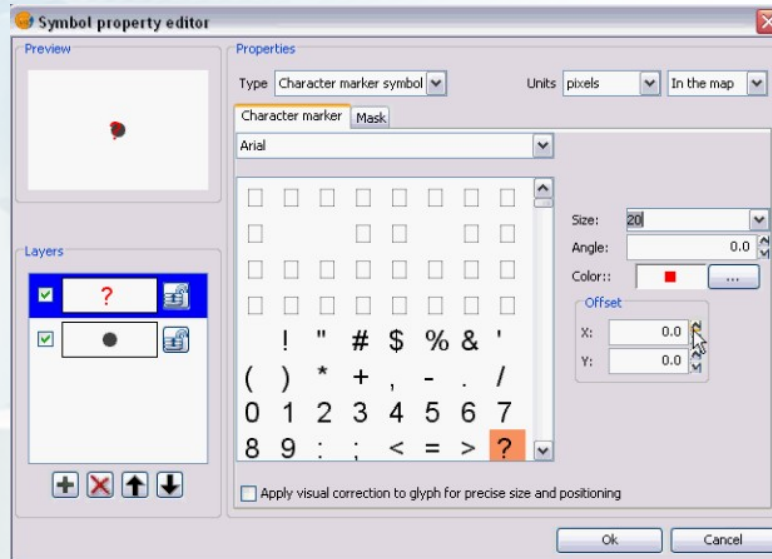 Symbol property editor
Preview
Properties
Type Character marker symbol Units pixels In the map
Character marker Mask
Arial
Size: 20
Angle: 0.0
Color::
...
Layers
?
Offset
X: 0.0
Y: 0.0
! " # $ % & '
( ) * + , - . /
0 1 2 3 4 5 6 7
8 9 : ; < = > ?
Apply visual correction to glyph for precise size and positioning
Ok Cancel